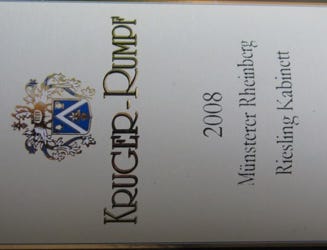 KRUGER-RUMPF
2008
Münsterer Rheinberg
Riesling Kabinett